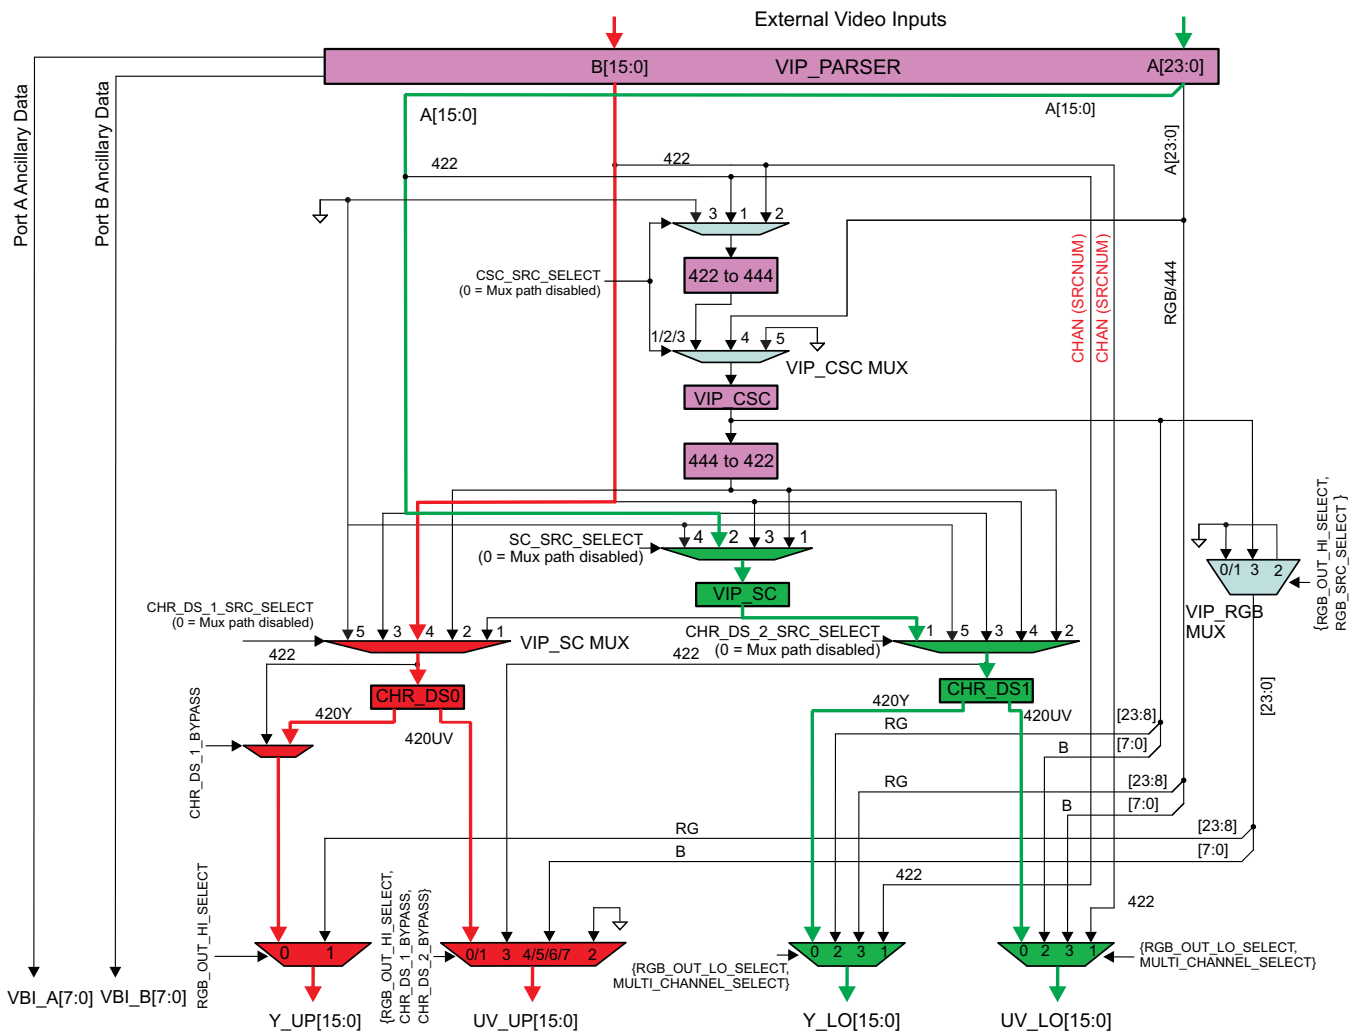 External Video Inputs
B[15:0]
VIP_PARSER
A[23:0]
Port A Ancillary Data
Port B Ancillary Data
A[15:0]
A[15:0]
A[23:0]
422
422
3
1
2
CSC_SRC_SELECT
(0 = Mux path disabled)
422 to 444
CHAN (SRCNUM)
CHAN (SRCNUM)
RGB/444
1/2/3
4
5
VIP_CSC MUX
VIP_CSC
444 to 422
SC_SRC_SELECT
(0 = Mux path disabled)
4
2
3
1
{RGB_OUT_HI_SELECT,
RGB_SRC_SELECT }
0/1
3
2
VIP_RGB
MUX
VIP_SC
CHR_DS_1_SRC_SELECT
(0 = Mux path disabled)
5
3
4
2
1
VIP_SC MUX
CHR_DS_2_SRC_SELECT
(0 = Mux path disabled)
1
5
3
4
2
422
422
CHR_DS0
CHR_DS1
[23:0]
CHR_DS_1_BYPASS
420Y
420UV
420Y
420UV
RG
[23:8]
B
[7:0]
RG
[23:8]
B
[7:0]
RG
[23:8]
B
[7:0]
422
422
RGB_OUT_HI_SELECT
0
1
{RGB_OUT_HI_SELECT,
CHR_DS_1_BYPASS,
CHR_DS_2_BYPASS}
0/1
3
4/5/6/7
2
{RGB_OUT_LO_SELECT,
MULTI_CHANNEL_SELECT}
0
2
3
1
0
2
3
1
{RGB_OUT_LO_SELECT,
MULTI_CHANNEL_SELECT}
VBI_A[7:0]
VBI_B[7:0]
Y_UP[15:0]
UV_UP[15:0]
Y_LO[15:0]
UV_LO[15:0]